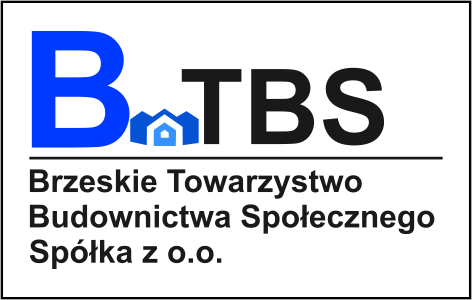 B TBS
Brzeskie Towarzystwo
Budownictwa Społecznego
Spółka z o.o.